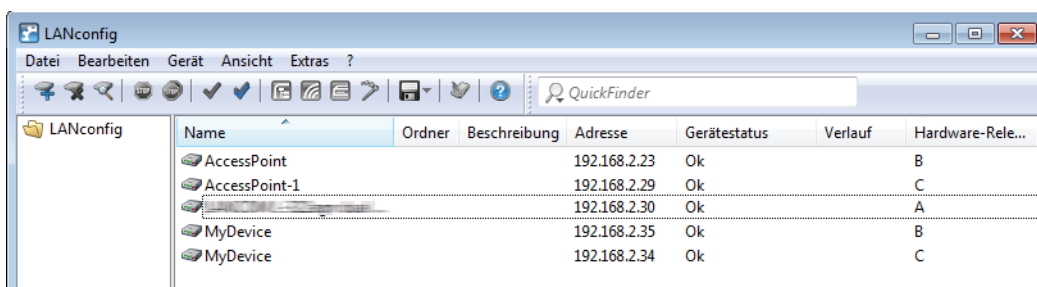 LANconfig
Datei Bearbeiten Gerät Ansicht Extras ?
QuickFinder
LANconfig
Name Ordner Beschreibung Adresse Gerätestatus Verlauf Hardware-Rele...
AccessPoint 192.168.2.23 Ok B
AccessPoint-1 192.168.2.29 Ok C
192.168.2.30 Ok A
MyDevice 192.168.2.35 Ok B
MyDevice 192.168.2.34 Ok C